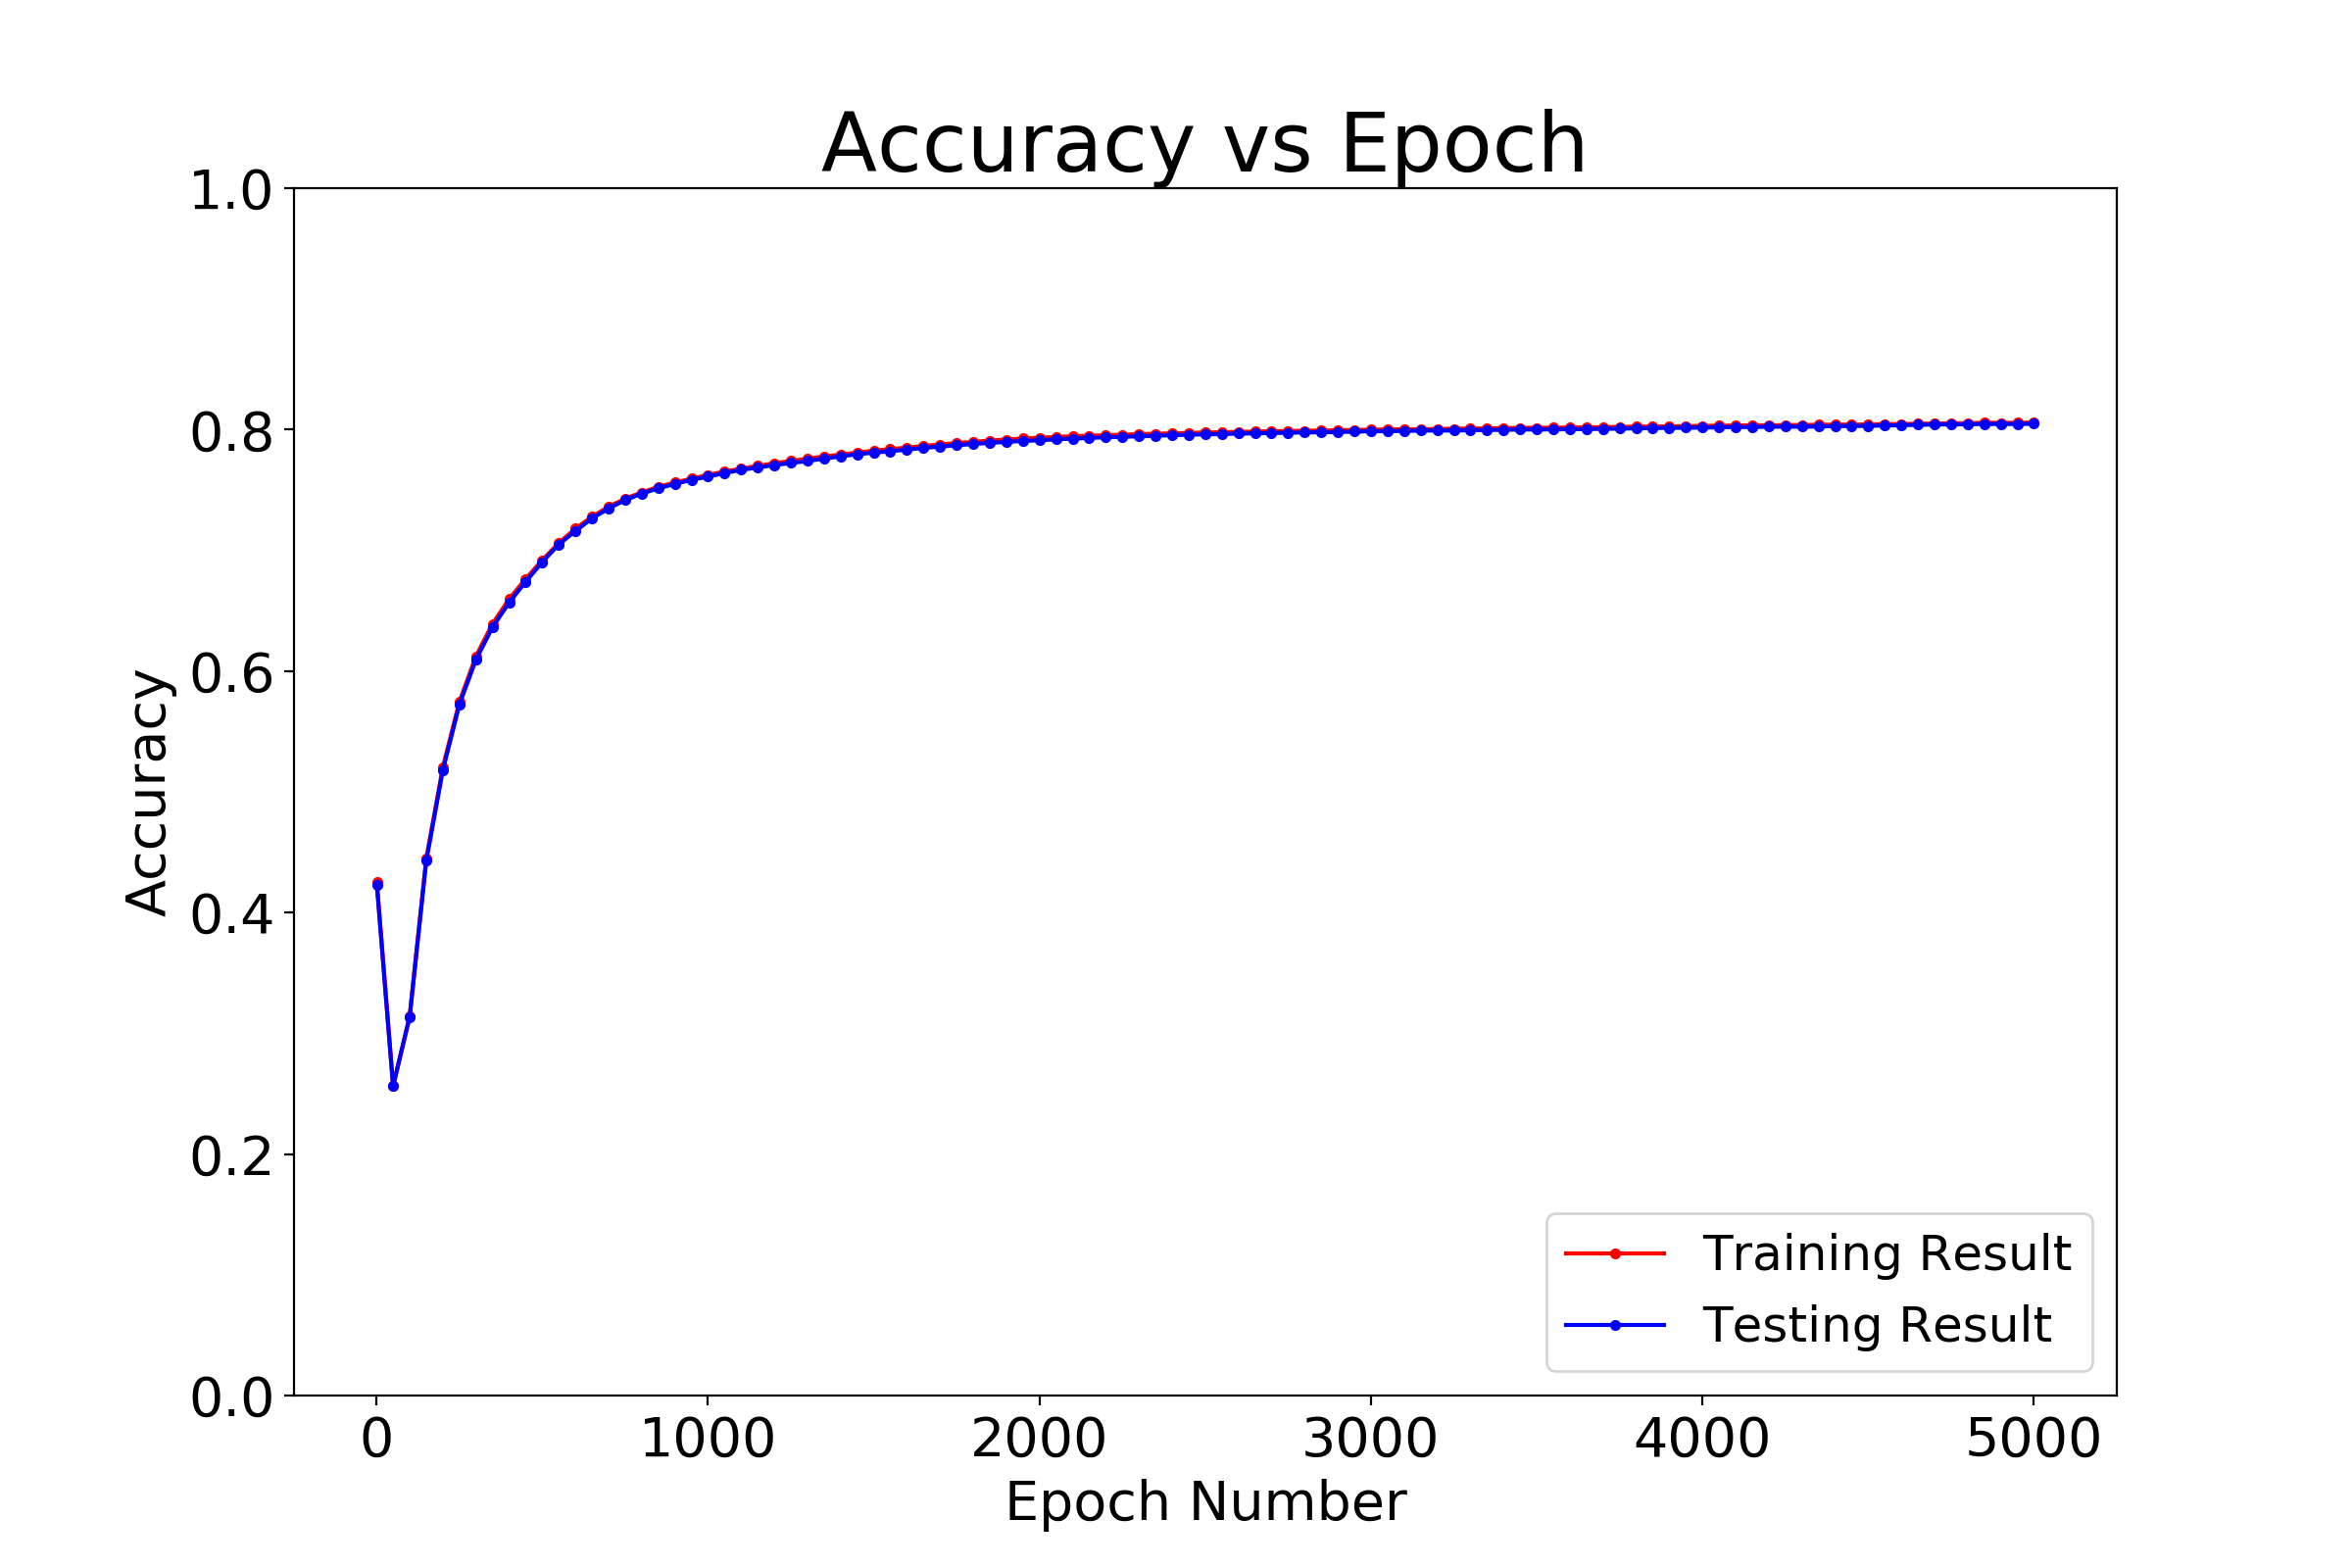 Accuracy vs Epoch
1.0
0.8
0.6
0.4
0.2
0.0
Accuracy
0 1000 2000 3000 4000 5000
Epoch Number
Training Result
Testing Result